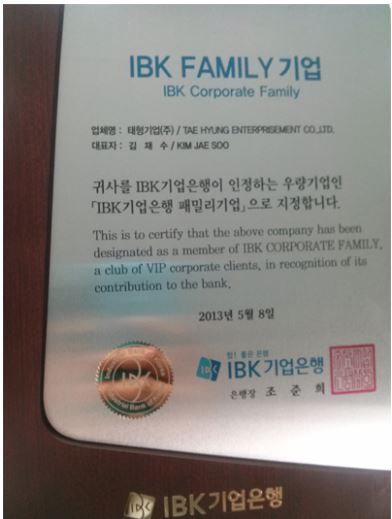 IBK FAMILY 기업
IBK Corporate Family
업체명 : 태형기업(주) / TAE HYUNG ENTERPRISEMENT CO.,LTD.
대표자 : 김 재 수 / KIM JAE SOO
귀사를 IBK기업은행이 인정하는 우량기업인
「IBK기업은행 패밀리기업」으로 지정합니다.
This is to certify that the above company has been
designated as a member of IBK CORPORATE FAMILY,
a club of VIP corporate clients, in recognition of its
contribution to the bank.
2013년 5월 8일
참! 좋은 은행
IBK기업은행
은행장 조 준 희
IBK기업은행